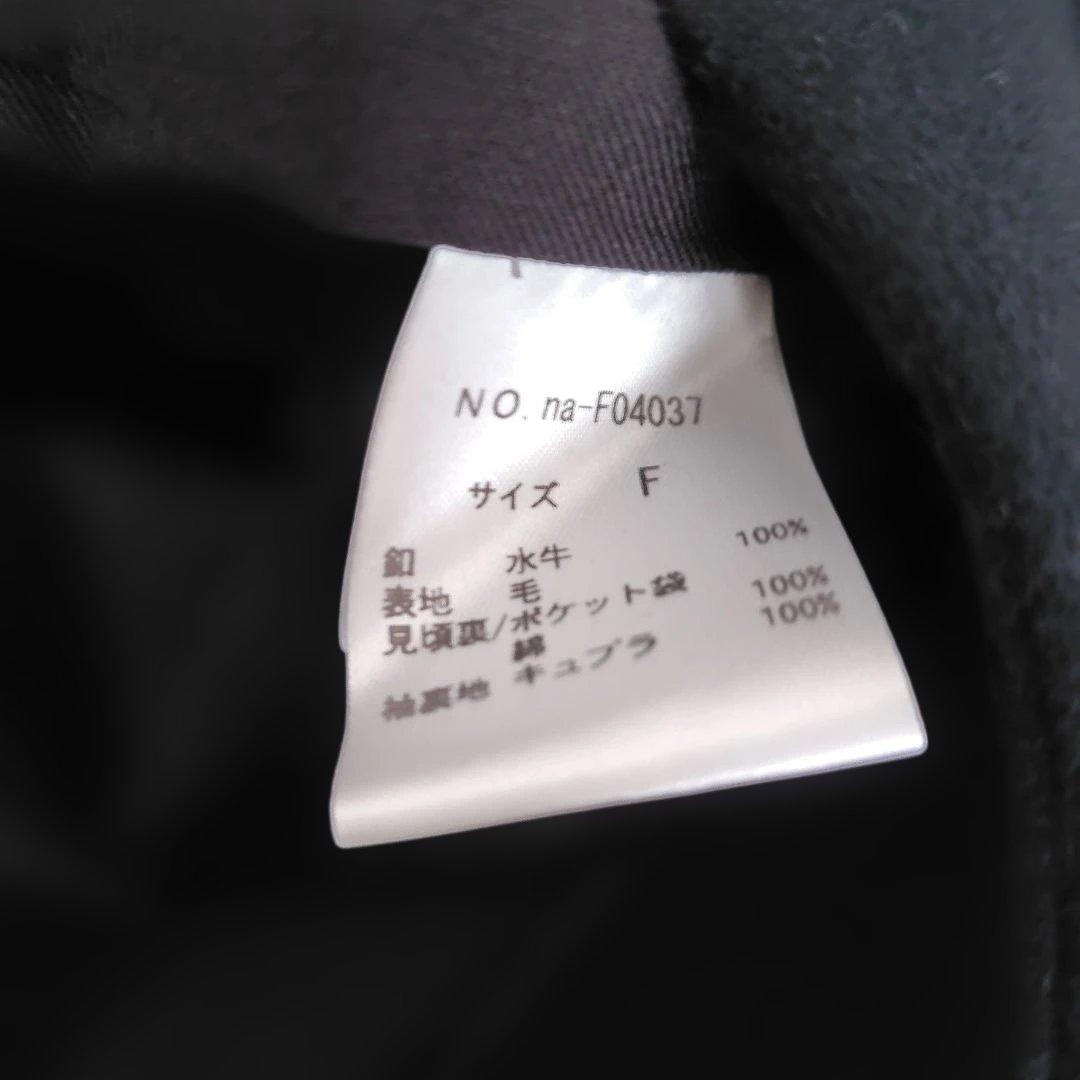 NO. na-F04037
サイズ F
釦 水牛
表地 毛 100%
見頃裏/ポケット袋
綿 100%
袖裏地 キュプラ 100%